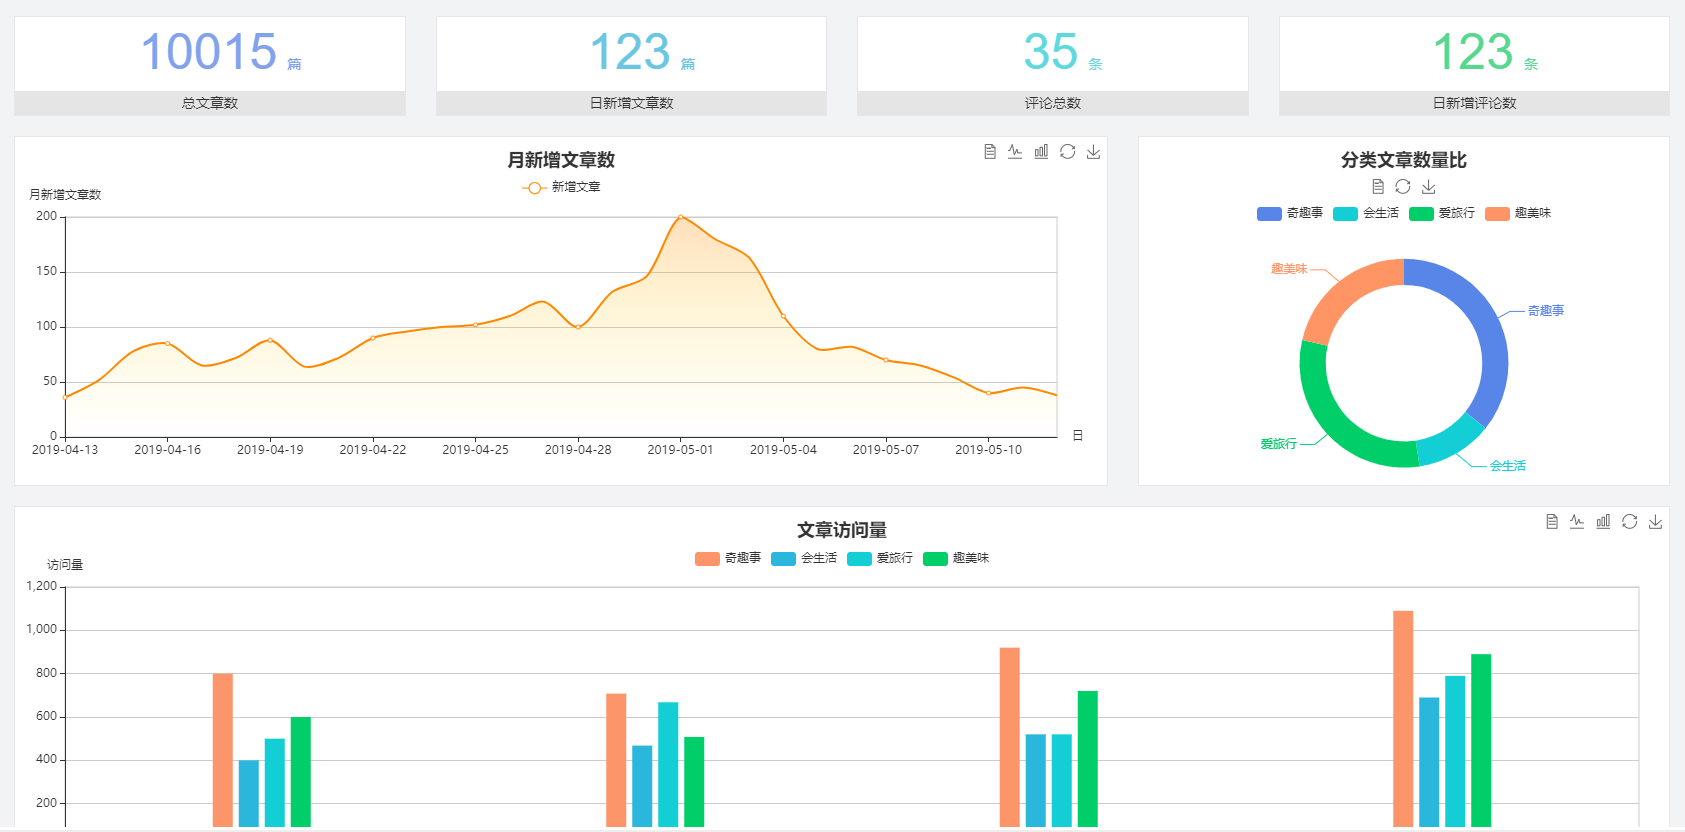 10015 篇
总文章数
123 篇
日新增文章数
35 条
评论总数
123 条
日新增评论数
月新增文章数
新增文章
月新增文章数
200
150
100
50
0
2019-04-13 2019-04-16 2019-04-19 2019-04-22 2019-04-25 2019-04-28 2019-05-01 2019-05-04 2019-05-07 2019-05-10
日
分类文章数量比
奇趣事 会生活 爱旅行 趣美味
趣美味
奇趣事
爱旅行
会生活
文章访问量
奇趣事 会生活 爱旅行 趣美味
访问量
1,200
1,000
800
600
400
200